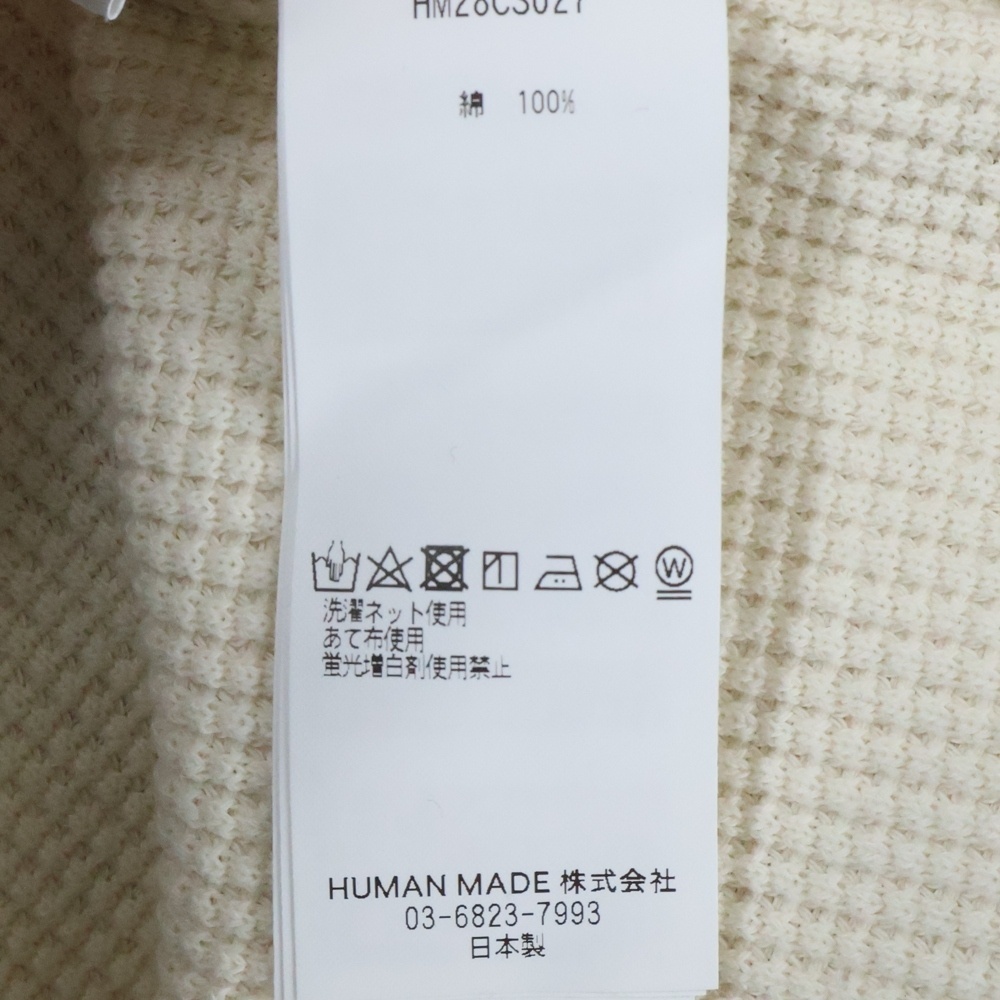 HM28CS027
綿 100%
W
洗濯ネット使用
あて布使用
蛍光増白剤使用禁止
HUMAN MADE 株式会社
03-6823-7993
日本製